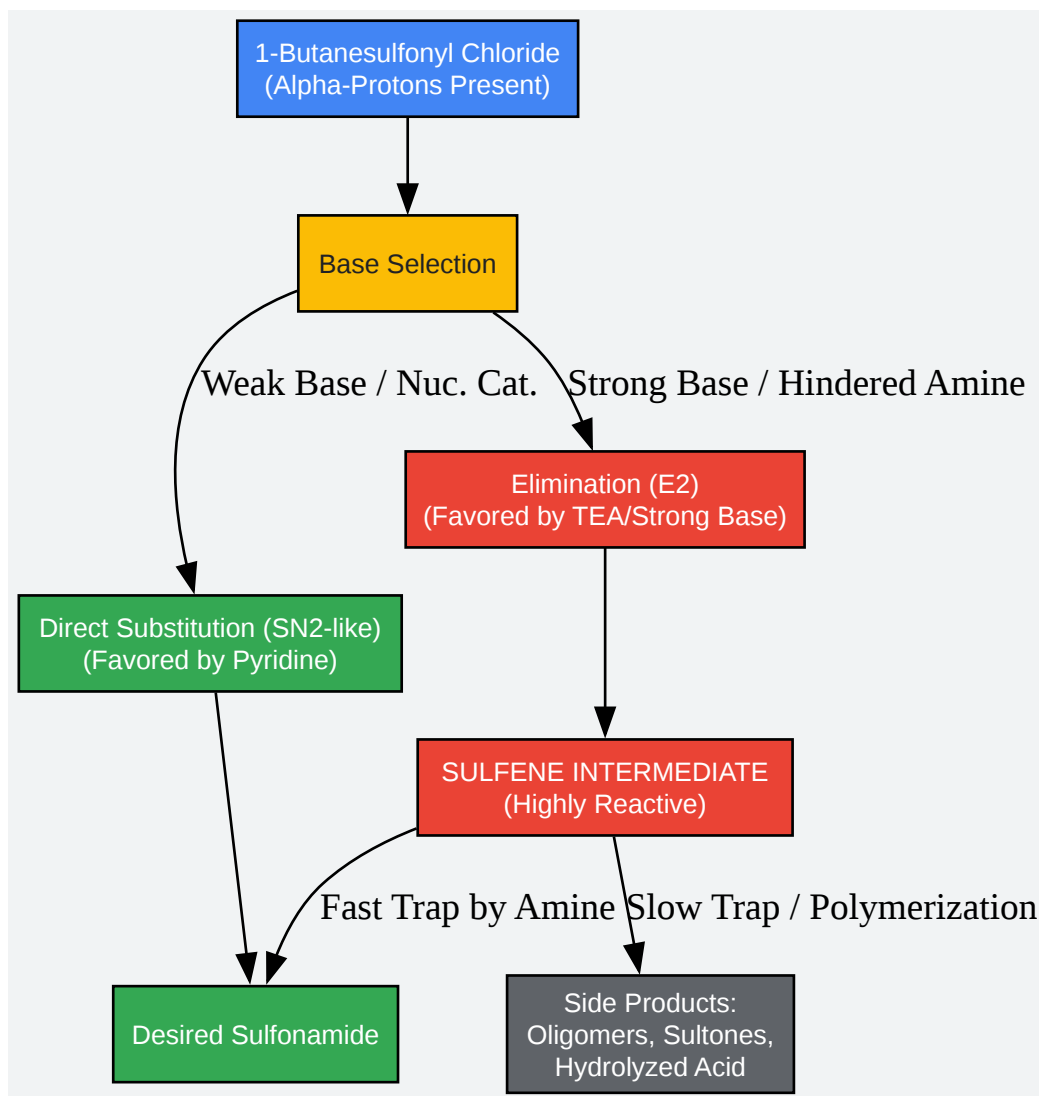 1-Butanesulfonyl Chloride
(Alpha-Protons Present)
Base Selection
Weak Base / Nuc. Cat.
Strong Base / Hindered Amine
Elimination (E2)
(Favored by TEA/Strong Base)
Direct Substitution (SN2-like)
(Favored by Pyridine)
SULFENE INTERMEDIATE
(Highly Reactive)
Fast Trap by Amine
Slow Trap / Polymerization
Desired Sulfonamide
Side Products:
Oligomers, Sultones,
Hydrolyzed Acid